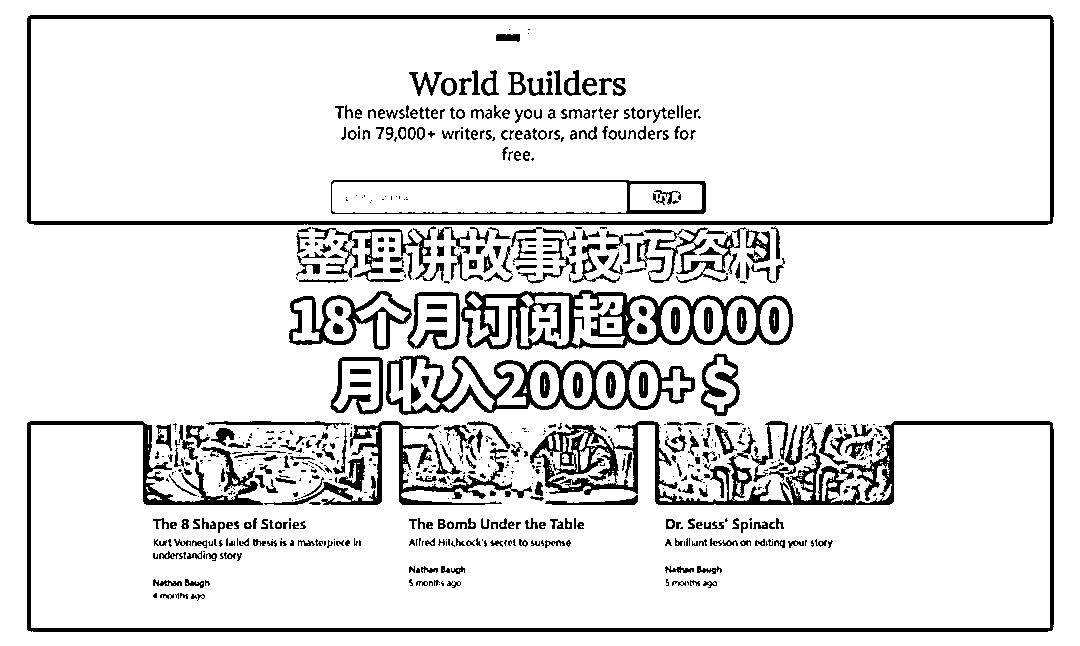 World Builders
The newsletter to make you a smarter storyteller.
Join 79,000+ writers, creators, and founders for
free.
Try it
整理讲故事技巧资料
18个月订阅超80000
月收入20000+$
The 8 Shapes of Stories
Kurt Vonnegut's failed thesis is a masterpiece in
understanding story
Nathan Baugh
4 months ago
The Bomb Under the Table
Alfred Hitchcock's secret to suspense
Nathan Baugh
5 months ago
Dr. Seuss' Spinach
A brilliant lesson on editing your story
Nathan Baugh
5 months ago